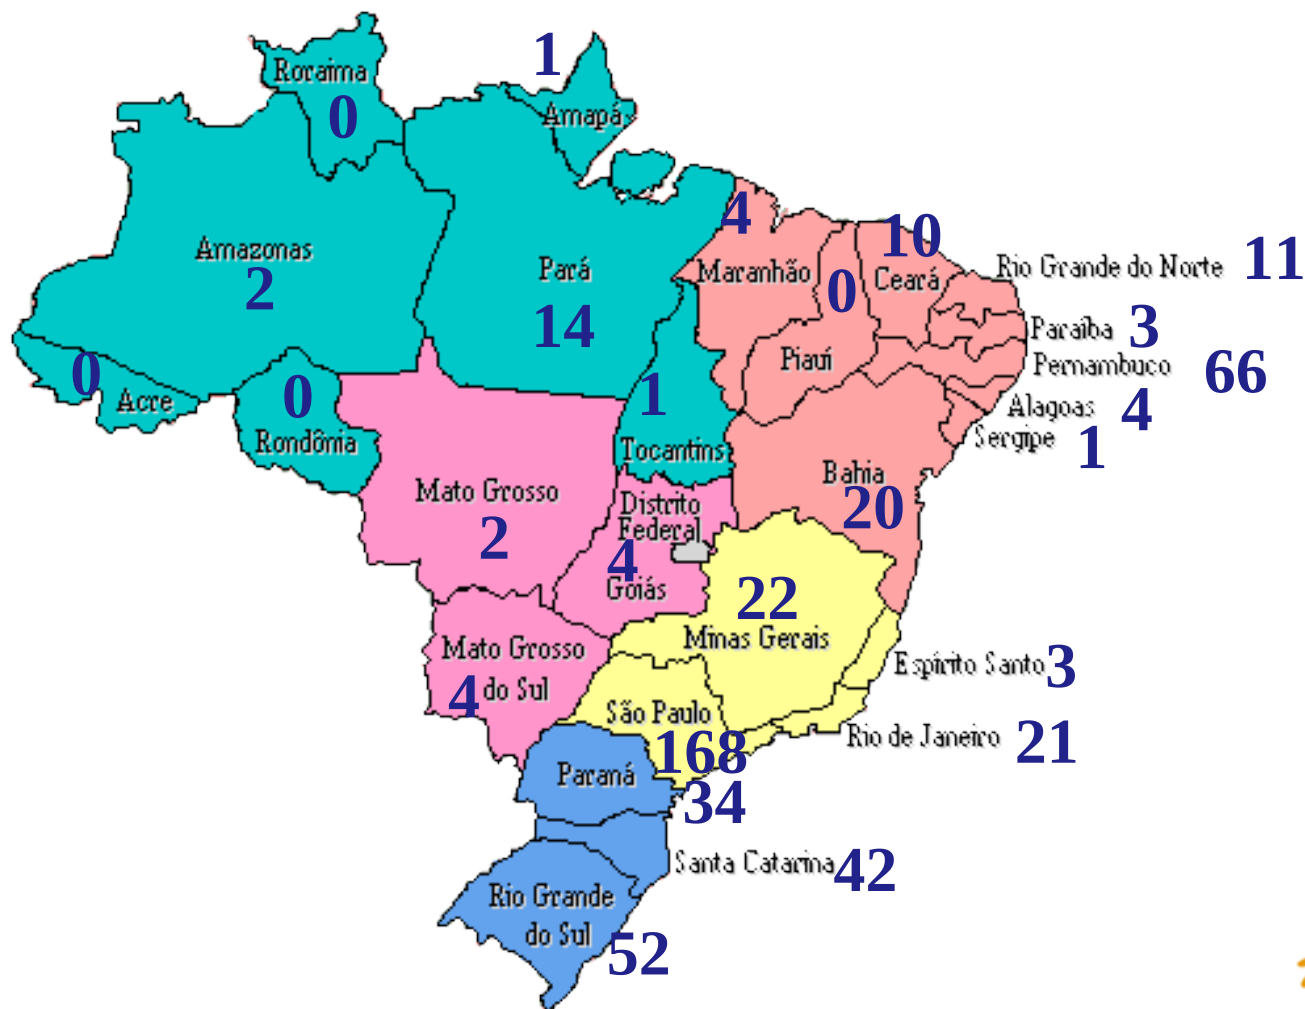 1
Roraima
0
Amapá
4
10
Amazonas
2
Pará
14
Maranhão
0
Ceará
Rio Grande do Norte 11
Paraíba 3
Piauí
Pernambuco 66
0
Acre
0
Rondônia
1
Tocantins
Alagoas 4
Sergipe 1
Mato Grosso
2
Distrito
Federal
4
Goiás
Bahia
20
22
Minas Gerais
Mato Grosso
4 do Sul
Espírito Santo 3
São Paulo
168
Rio de Janeiro 21
Paraná
34
Santa Catarina 42
Rio Grande
do Sul
52